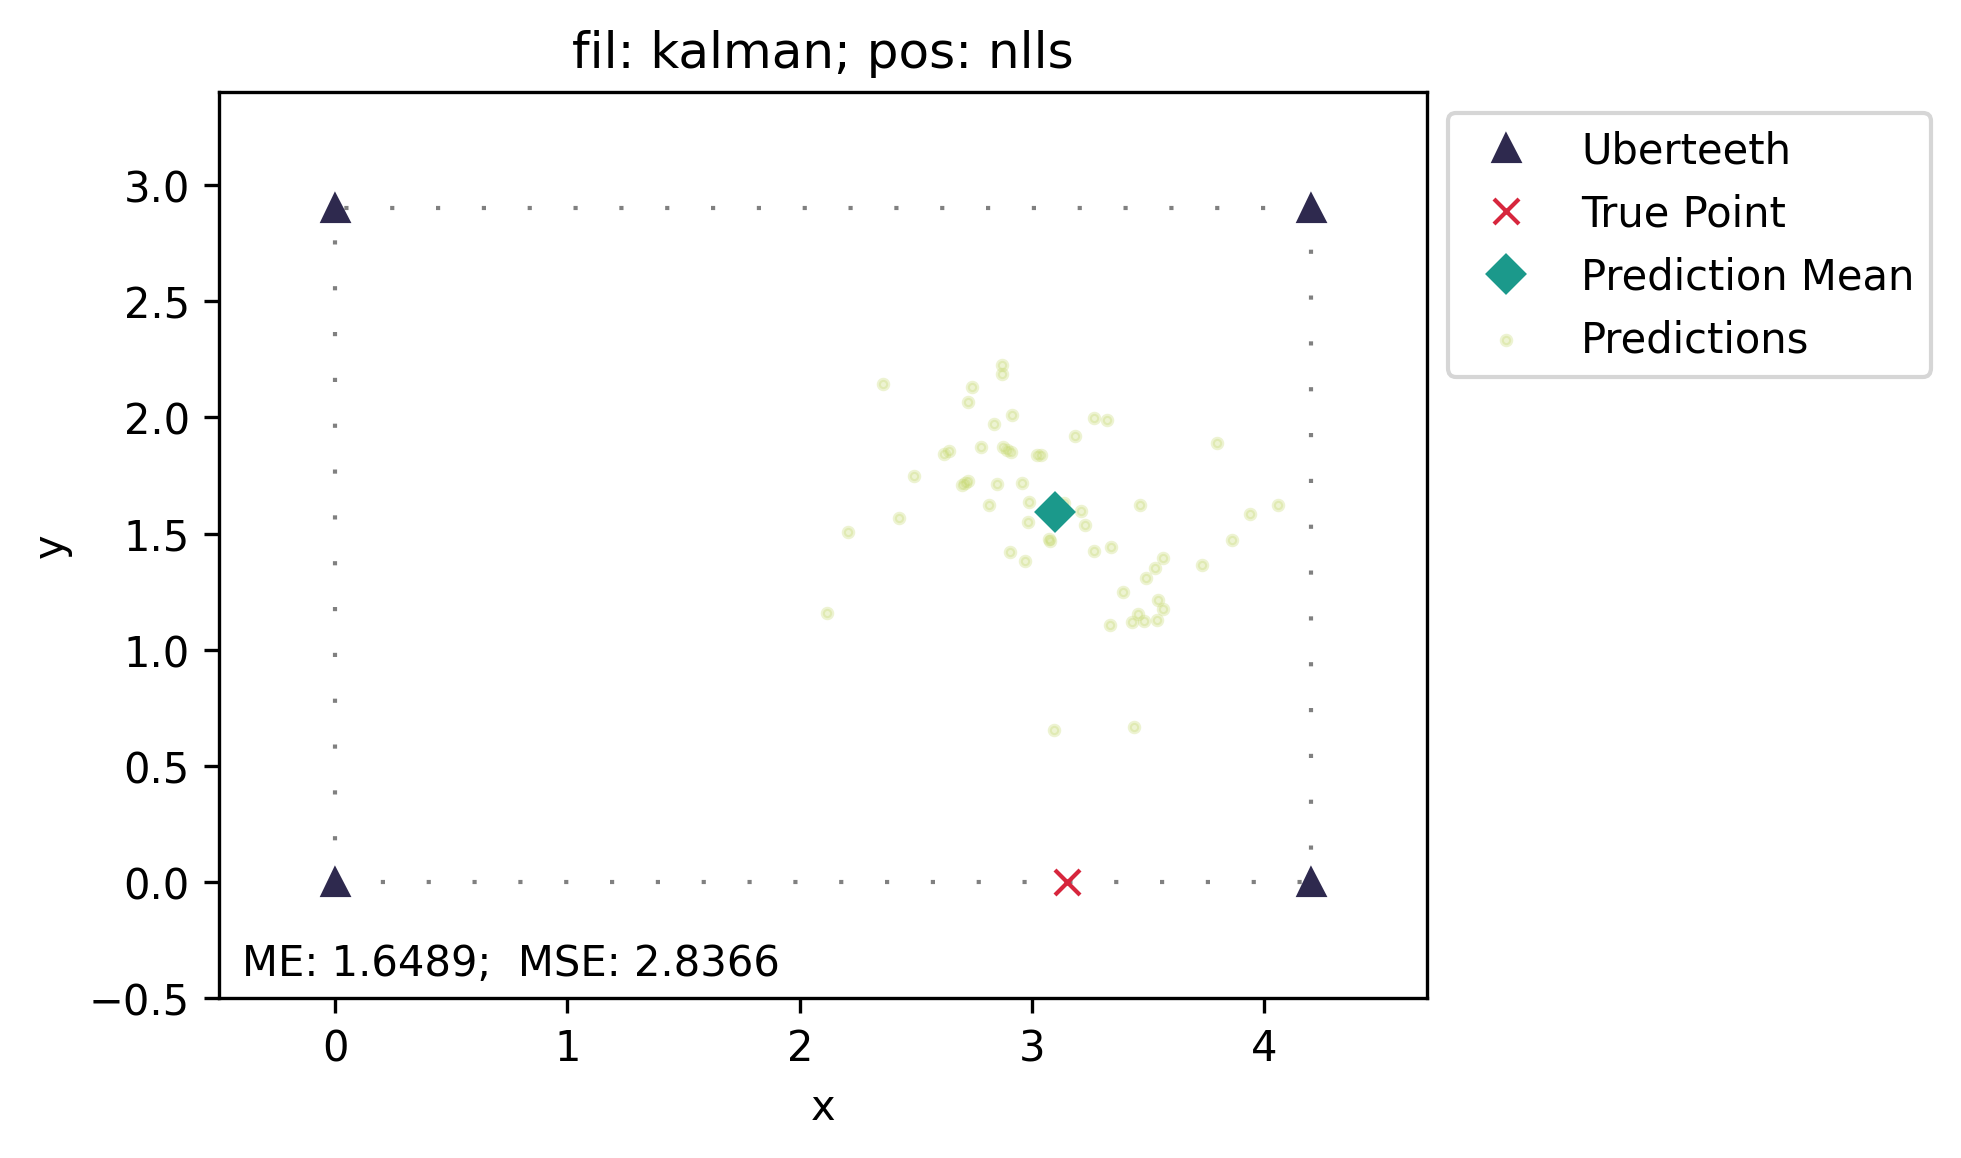 fil: kalman; pos: nlls
Uberteeth
True Point
Prediction Mean
Predictions
3.0
2.5
2.0
1.5
1.0
0.5
0.0
−0.5
y
ME: 1.6489;  MSE: 2.8366
0 1 2 3 4
x